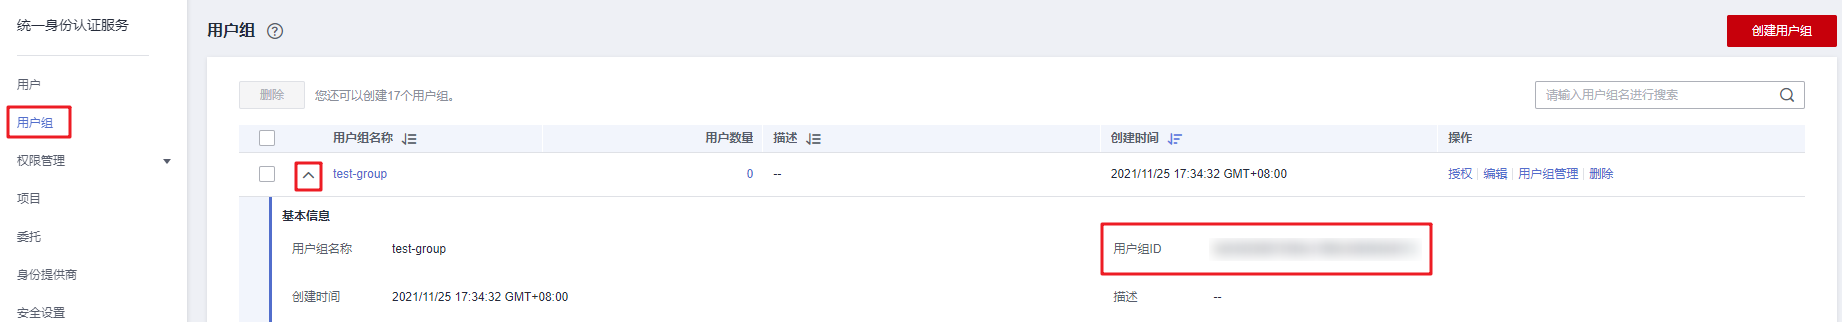 统一身份认证服务
用户
用户组
权限管理
项目
委托
身份提供商
安全设置
用户组 ?
创建用户组
删除 您还可以创建17个用户组。
请输入用户组名进行搜索
用户组名称 用户数量 描述 创建时间 操作
test-group 0 -- 2021/11/25 17:34:32 GMT+08:00 授权 编辑 用户组管理 删除
基本信息
用户组名称 test-group 用户组ID
创建时间 2021/11/25 17:34:32 GMT+08:00 描述 --